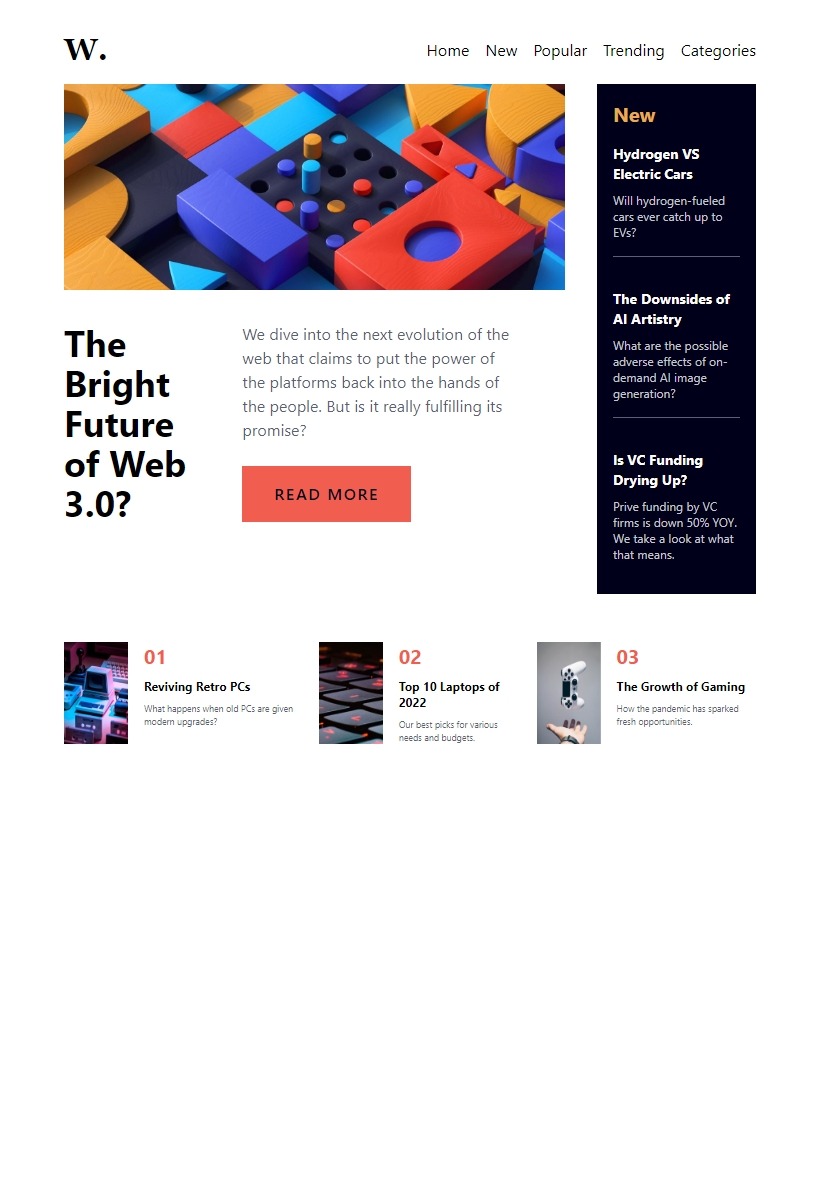 W.
Home New Popular Trending Categories
The
Bright
Future
of Web
3.0?
We dive into the next evolution of the
web that claims to put the power of
the platforms back into the hands of
the people. But is it really fulfilling its
promise?
READ MORE
New
Hydrogen VS
Electric Cars
Will hydrogen-fueled
cars ever catch up to
EVs?
The Downsides of
AI Artistry
What are the possible
adverse effects of on-
demand AI image
generation?
Is VC Funding
Drying Up?
Prive funding by VC
firms is down 50% YOY.
We take a look at what
that means.
01
Reviving Retro PCs
What happens when old PCs are given
modern upgrades?
02
Top 10 Laptops of
2022
Our best picks for various
needs and budgets.
03
The Growth of Gaming
How the pandemic has sparked
fresh opportunities.